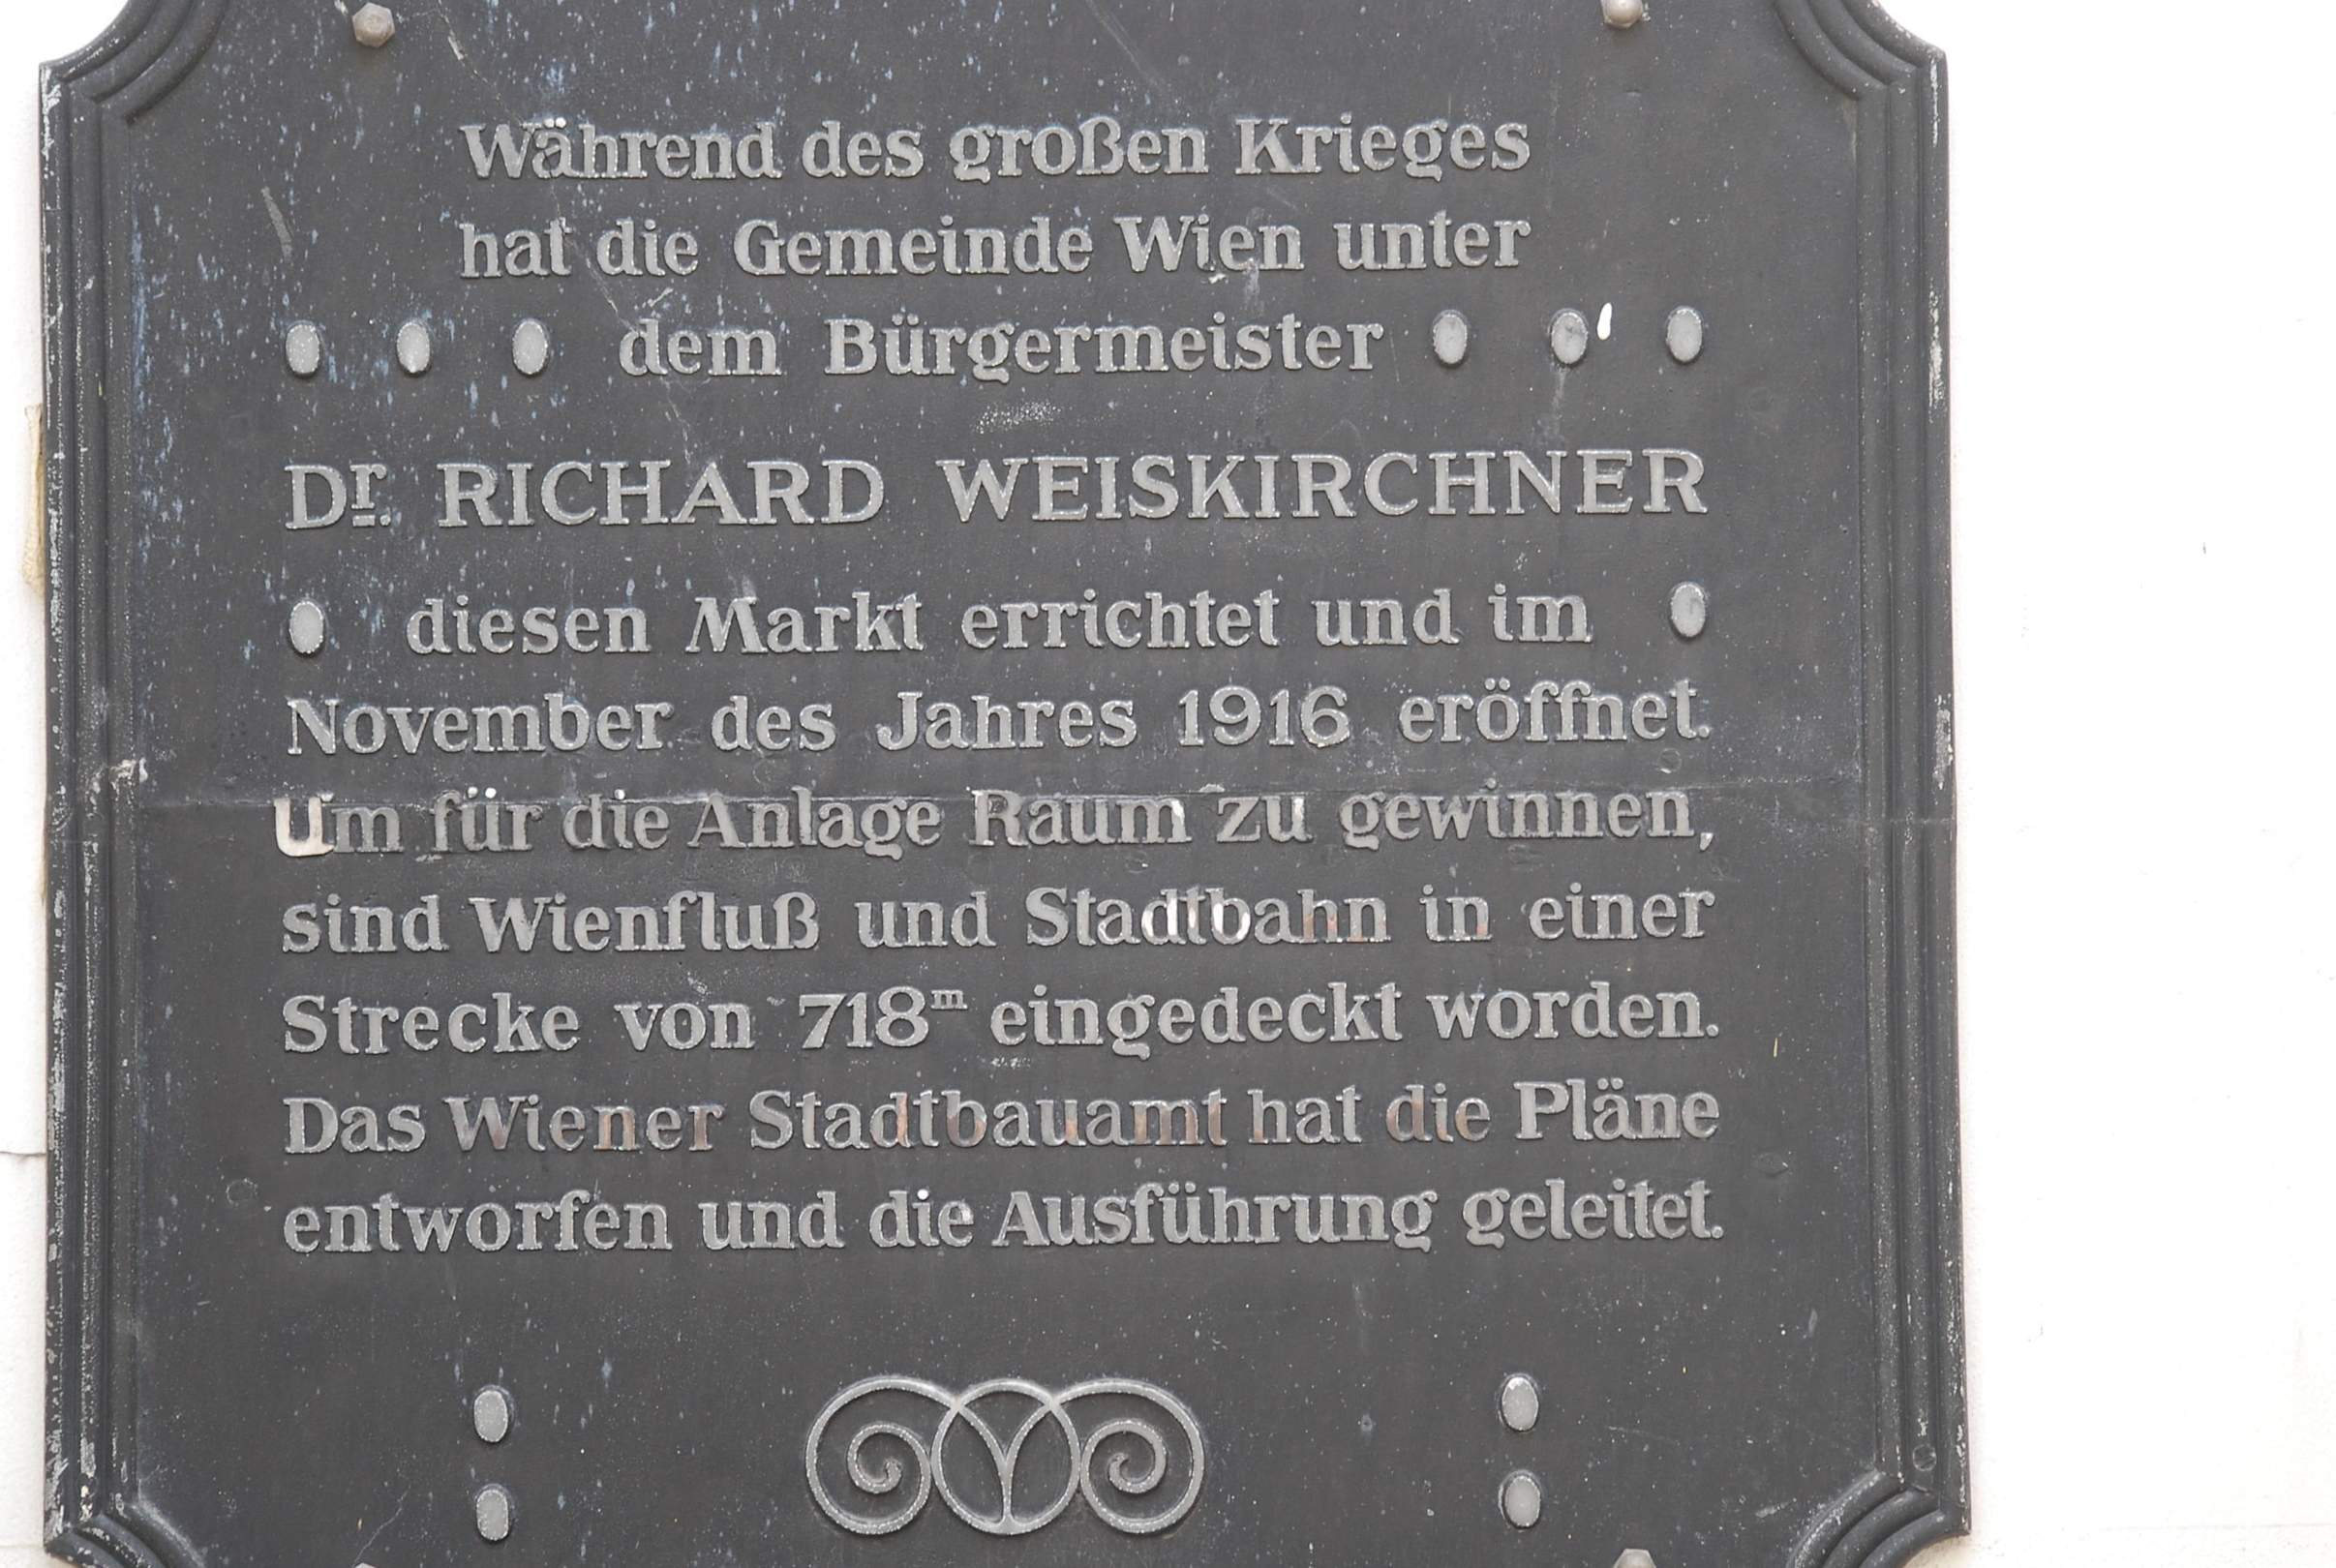 Während des großen Krieges
hat die Gemeinde Wien unter
dem Bürgermeister
Dr. RICHARD WEISKIRCHNER
diesen Markt errichtet und im
November des Jahres 1916 eröffnet.
Um für die Anlage Raum zu gewinnen,
sind Wienfluß und Stadtbahn in einer
Strecke von 718m eingedeckt worden.
Das Wiener Stadtbauamt hat die Pläne
entworfen und die Ausführung geleitet.